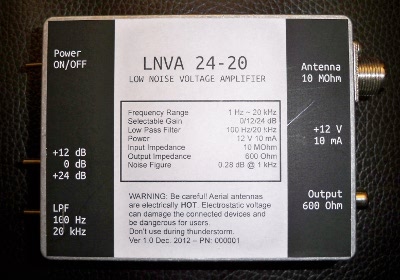 Power
ON/OFF
LNVA 24-20
LOW NOISE VOLTAGE AMPLIFIER
Antenna
10 MOhm
Frequency Range 1 Hz ~ 20 kHz
Selectable Gain 0/12/24 dB
Low Pass Filter 100 Hz/20 kHz
Power 12 V 10 mA
Input Impedance 10 MOhm
Output Impedance 600 Ohm
Noise Figure 0.28 dB @ 1 kHz
+12 V
10 mA
+12 dB
0 dB
+24 dB
LPF
100 Hz
20 kHz
Output
600 Ohm
WARNING: Be careful! Aerial antennas
are electrically HOT. Electrostatic voltage
can damage the connected devices and
be dangerous for users.
Don't use during thunderstorm.
Ver 1.0 Dec. 2012 – PN: 000001